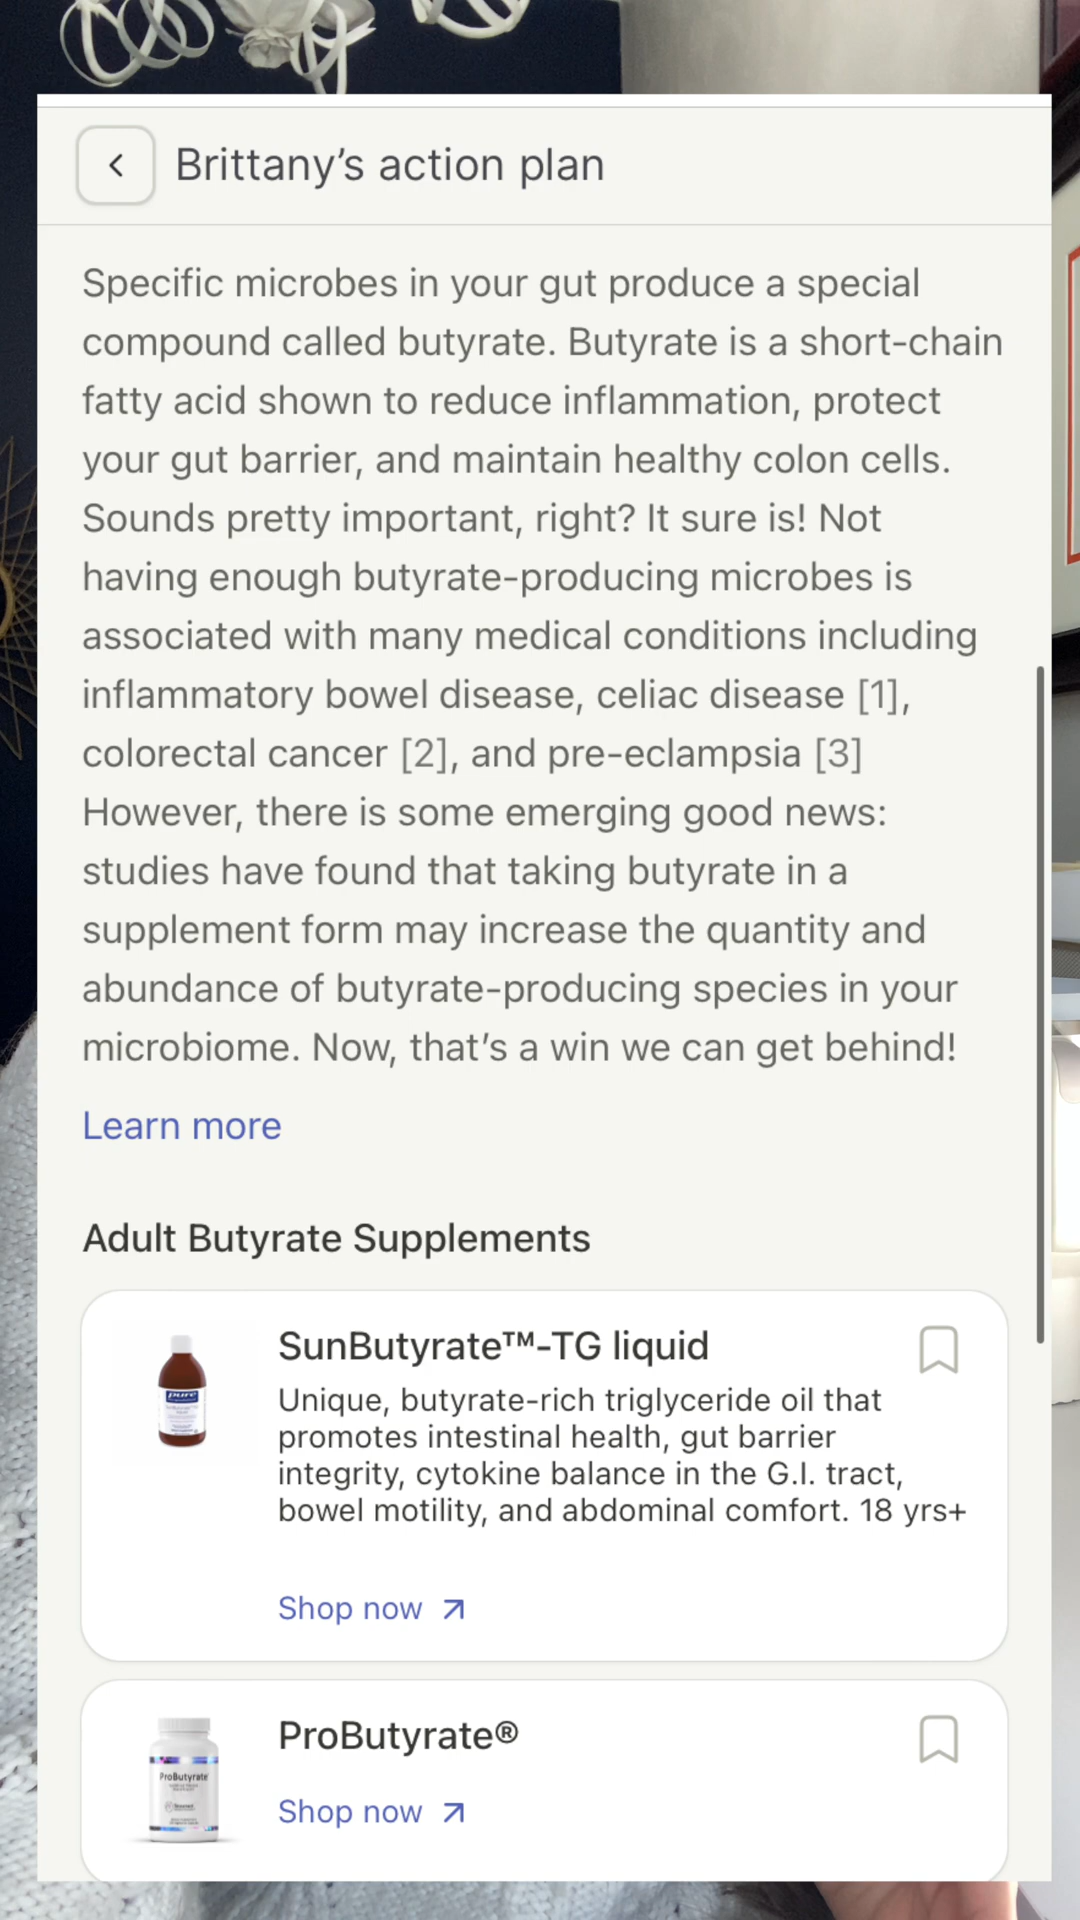 Brittany’s action plan
Specific microbes in your gut produce a special
compound called butyrate. Butyrate is a short-chain
fatty acid shown to reduce inflammation, protect
your gut barrier, and maintain healthy colon cells.
Sounds pretty important, right? It sure is! Not
having enough butyrate-producing microbes is
associated with many medical conditions including
inflammatory bowel disease, celiac disease [1],
colorectal cancer [2], and pre-eclampsia [3]
However, there is some emerging good news:
studies have found that taking butyrate in a
supplement form may increase the quantity and
abundance of butyrate-producing species in your
microbiome. Now, that’s a win we can get behind!
Learn more
Adult Butyrate Supplements
pure
SunButyrate™-TG liquid
Unique, butyrate-rich triglyceride oil that
promotes intestinal health, gut barrier
integrity, cytokine balance in the G.I. tract,
bowel motility, and abdominal comfort. 18 yrs+
Shop now
ProButyrate
ProButyrate®
Shop now